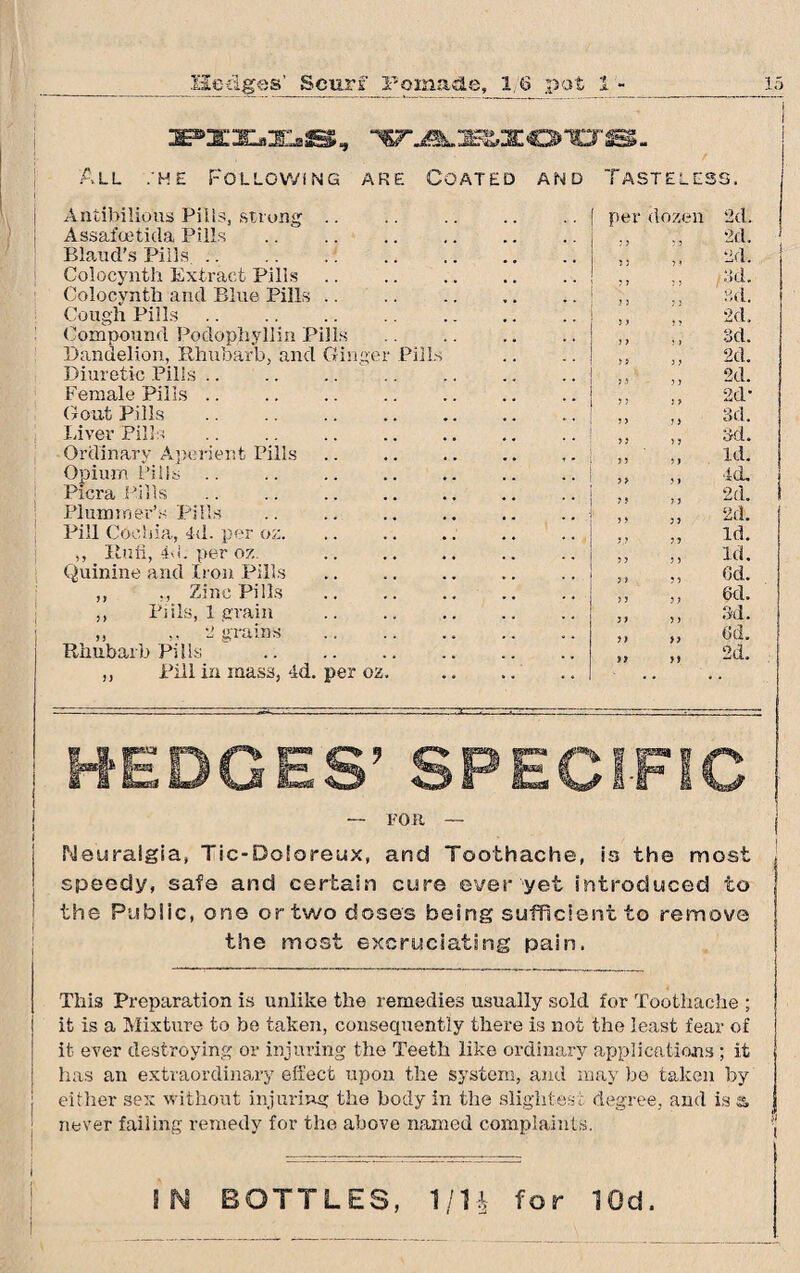 Hedges' Scurf Pomade, 1/6 pot 1 - 15
PILLS, VARIOUS.
ALL THE FOLLOWING ARE COATED AND TASTELESS.
Antibilious Pills, strong .. .. .. .. .. per dozen 2d.
Assafœtida Pills .. .. .. .. .. .. ,, ,, 2d.
Blaud's Pills .. .. .. .. .. .. .. ,, ,, 2d.
Colocynth Extract Pills .. .. .. .. .. ,, ,, 3d.
Colocynth and Blue Pills .. .. .. .. .. ,, ,, 3d.
Cough Pills .. .. .. .. .. .. .. ,, ,, 2d.
Compound Podophyllin Pills .. .. .. .. ,, ,, 3d.
Dandelion, Rhubarb, and Ginger Pills .. .. ,, ,, 2d.
Diuretic Pills .. .. .. .. .. .. .. ,, ,, 2d.
Female Pills .. .. .. .. .. .. .. ,, ,, 2d.
Gout Pills .. .. .. .. .. .. .. ,, ,, 3d.
Liver Pills .. .. .. .. .. .. .. ,, ,, 3d.
Ordinary Aperient Pills .. .. .. .. .. ,, ,, 1d.
Opium Pills .. .. .. .. .. .. .. ,, ,, 4d.
Picra Pills .. .. .. .. .. .. .. ,, ,, 2d.
Plummer's Pills .. .. .. .. .. .. ,, ,, 2d.
Pill Cochia, 4d. per oz. .. .. .. .. .. ,, ,, 1d.
,, Rufi, 4d. per oz. .. .. .. .. .. ,, ,, 1d.
Quinine and Iron Pills .. .. .. .. .. ,, ,, 6d.
,, ,, Zinc Pills .. .. .. .. .. ,, ,, 6d.
,, Pills, 1 grain .. .. .. .. .. ,, ,, 3d.
,, ,, 2 grains .. .. .. .. .. ,, ,, 6d.
Rhubarb Pills .. .. .. .. .. .. ,, ,, 2d.
,, Pill in mass, 4d. per oz. .. .. .. .. ..
HEDGES' SPECIFIC
— FOR —
Neuralgia, Tic-Doloreux, and Toothache, is the most
speedy, safe and certain cure ever yet introduced to
the Public, one or two doses being sufficient to remove
the most excruciating pain.
This Preparation is unlike the remedies usually sold for Toothache ;
it is a Mixture to be taken, consequently there is not the least fear of
it ever destroying or injuring the Teeth like ordinary applications ; it
has an extraordinary effect upon the system, and may be taken by
either sex without injuring the body in the slightest degree, and is a
never failing remedy for the above named complaints.
IN BOTTLES, 1/1½ for 10d.